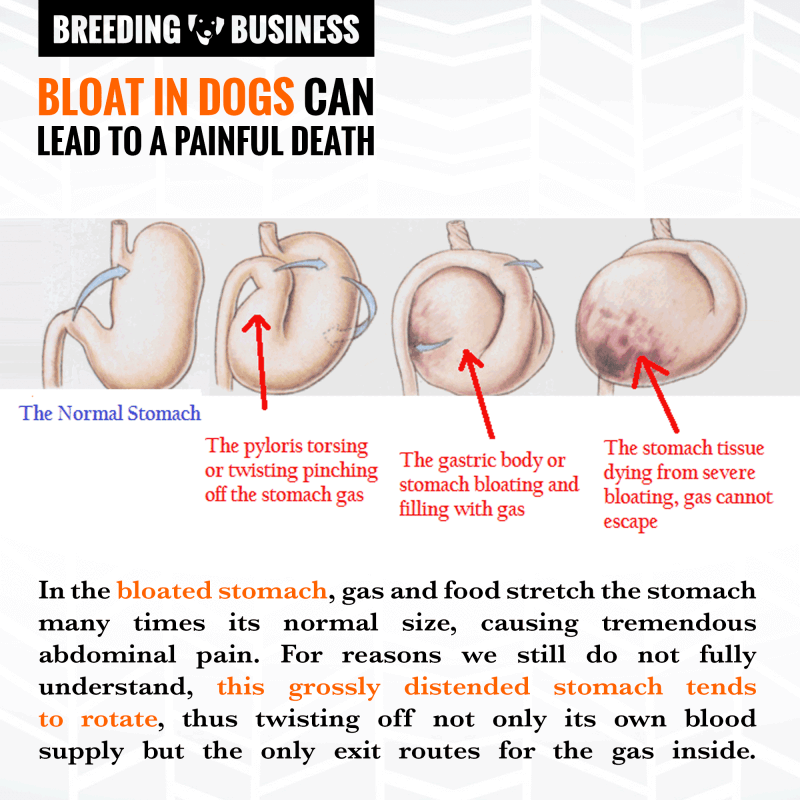 BREEDING BUSINESS
BLOAT IN DOGS CAN
LEAD TO A PAINFUL DEATH
The Normal Stomach
The pyloris torsing
or twisting pinching
off the stomach gas
The gastric body or
stomach bloating and
filling with gas
The stomach tissue
dying from severe
bloating, gas cannot
escape
In the bloated stomach, gas and food stretch the stomach
many times its normal size, causing tremendous
abdominal pain. For reasons we still do not fully
understand, this grossly distended stomach tends
to rotate, thus twisting off not only its own blood
supply but the only exit routes for the gas inside.